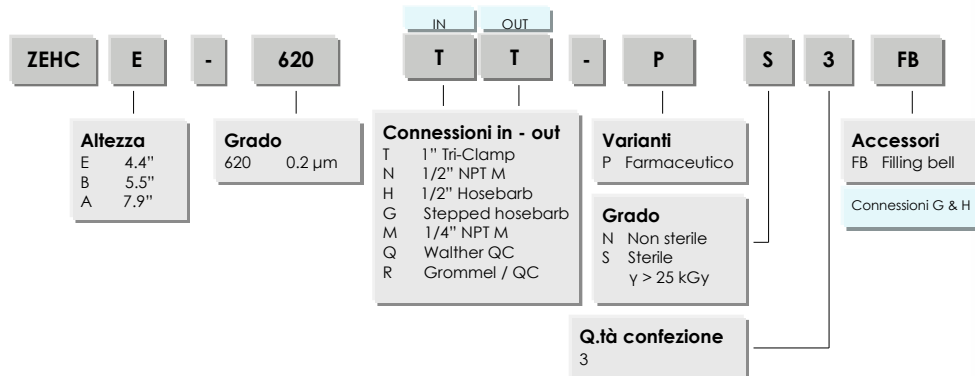 IN OUT
ZEHC E - 620 T T - P S 3 FB
Altezza
E 4.4”
B 5.5”
A 7.9”
Grado
620 0.2 µm
Connessioni in - out
T 1” Tri-Clamp
N 1/2” NPT M
H 1/2” Hosebarb
G Stepped hosebarb
M 1/4” NPT M
Q Walther QC
R Grommel / QC
Varianti
P Farmaceutico
Grado
N Non sterile
S Sterile
γ > 25 kGy
Q.tà confezione
3
Accessori
FB Filling bell
Connessioni G & H